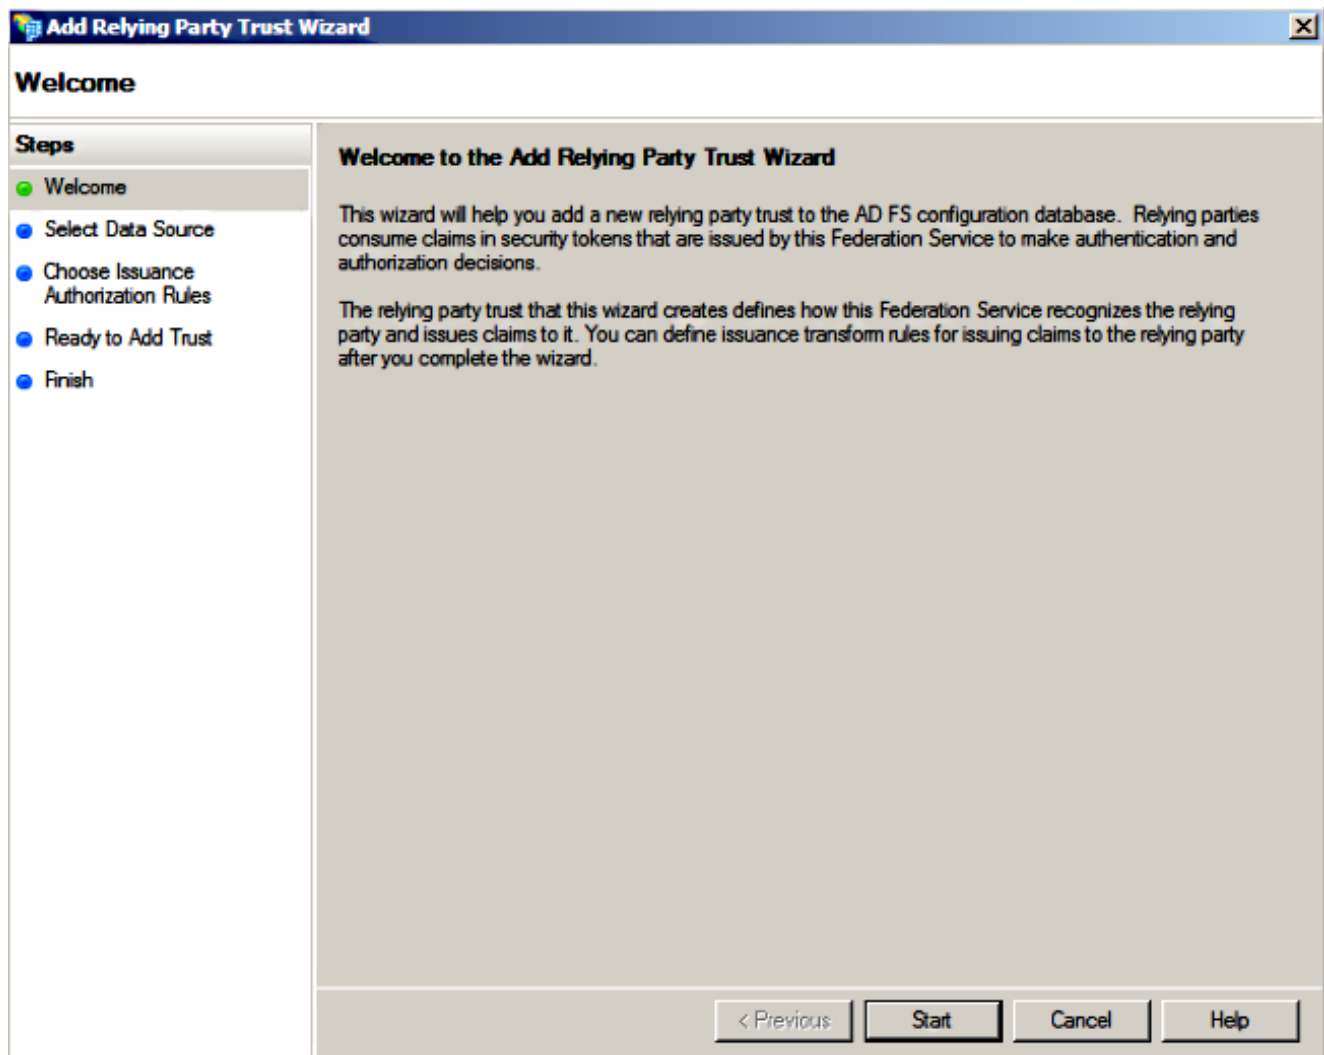 Add Relying Party Trust Wizard
Welcome
Steps
Welcome
Select Data Source
Choose Issuance
Authorization Rules
Ready to Add Trust
Finish
Welcome to the Add Relying Party Trust Wizard
This wizard will help you add a new relying party trust to the AD FS configuration database.  Relying parties
consume claims in security tokens that are issued by this Federation Service to make authentication and
authorization decisions.
The relying party trust that this wizard creates defines how this Federation Service recognizes the relying
party and issues claims to it. You can define issuance transform rules for issuing claims to the relying party
after you complete the wizard.
< Previous
Start
Cancel
Help